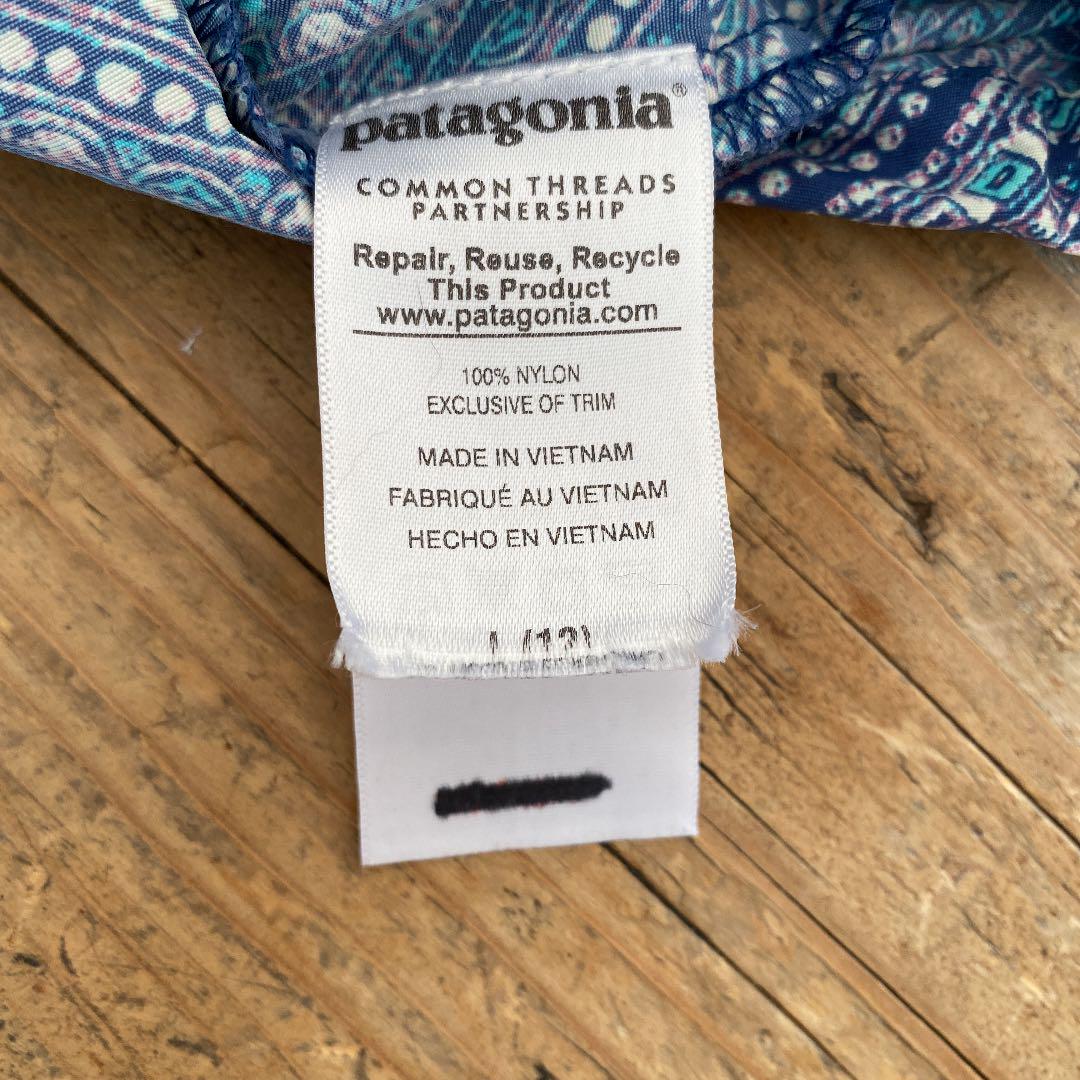 patagonia®
COMMON THREADS
PARTNERSHIP
Repair, Reuse, Recycle
This Product
www.patagonia.com
100% NYLON
EXCLUSIVE OF TRIM
MADE IN VIETNAM
FABRIQUÉ AU VIETNAM
HECHO EN VIETNAM
L (12)